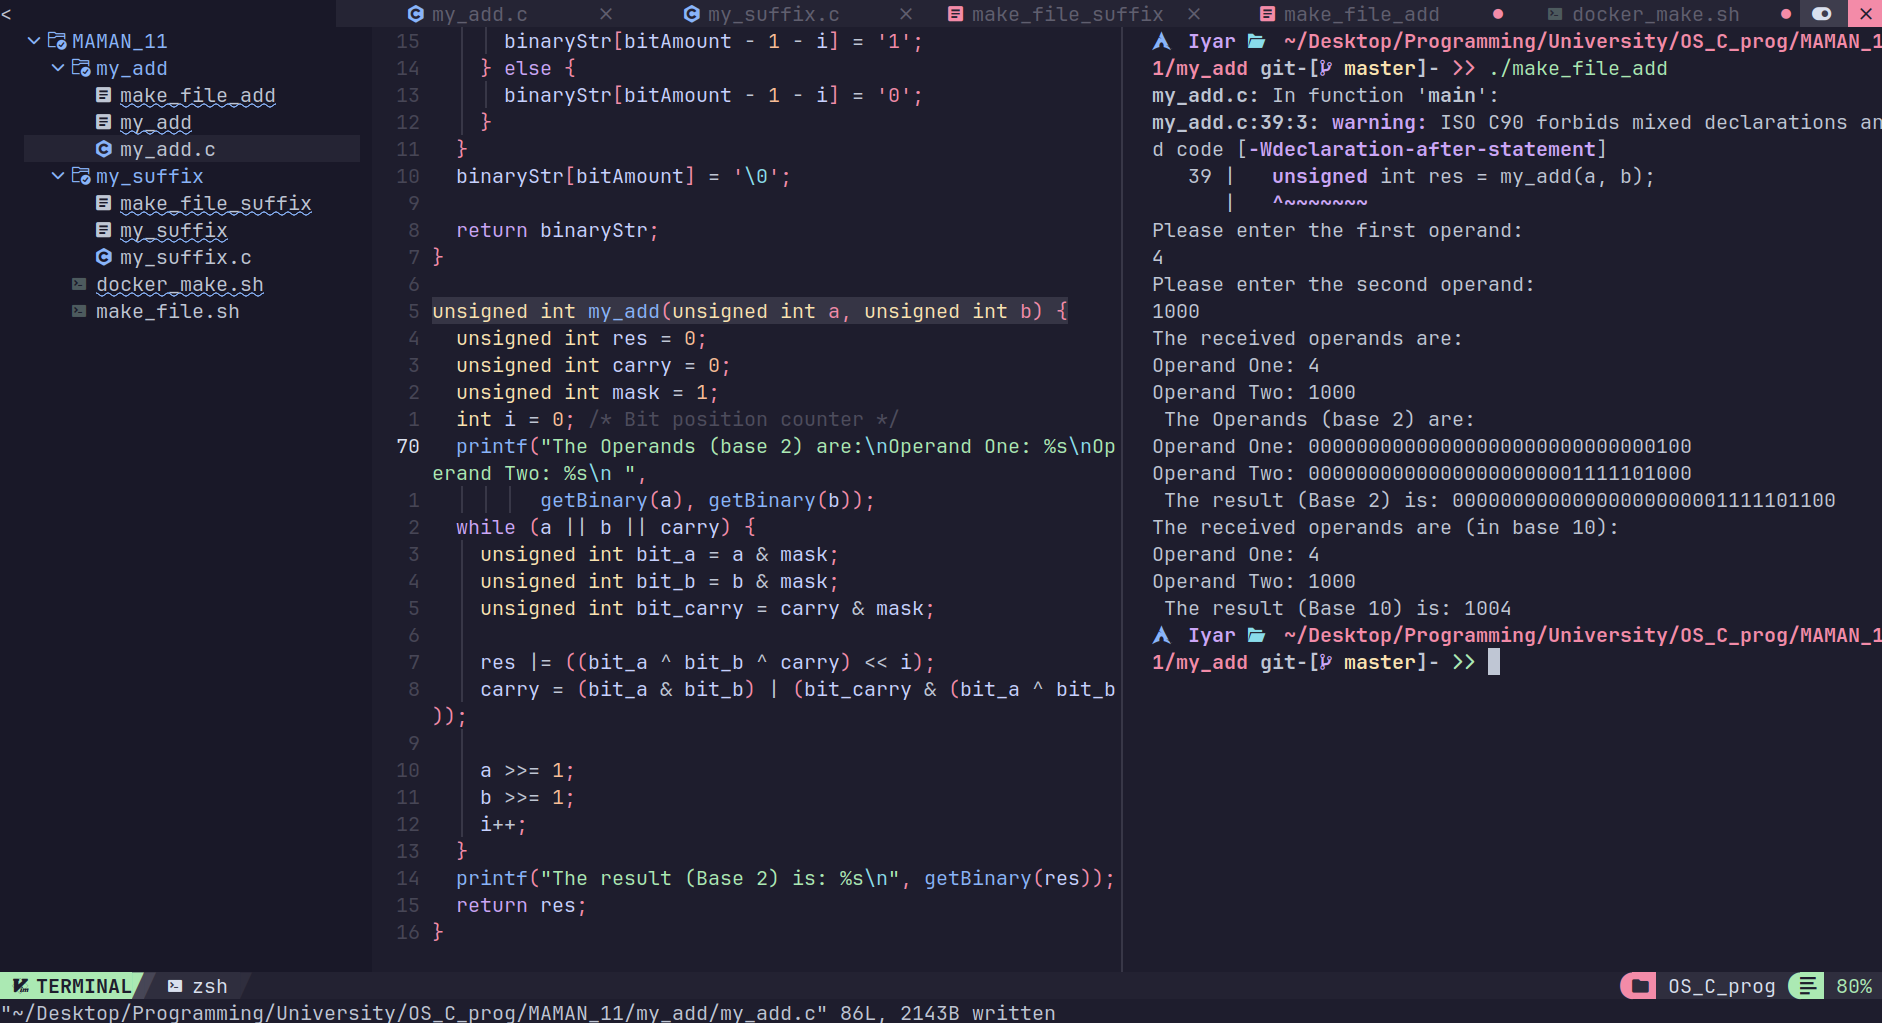 <
my_add.c
my_suffix.c
make_file_suffix
make_file_add
docker_make.sh
MAMAN_11
my_add
make_file_add
my_add
my_add.c
my_suffix
make_file_suffix
my_suffix
my_suffix.c
docker_make.sh
make_file.sh
15 binaryStr[bitAmount - 1 - i] = '1';
14 } else {
13 binaryStr[bitAmount - 1 - i] = '0';
12 }
11 }
10 binaryStr[bitAmount] = '\0';
9
8 return binaryStr;
7 }
6
5 unsigned int my_add(unsigned int a, unsigned int b) {
4 unsigned int res = 0;
3 unsigned int carry = 0;
2 unsigned int mask = 1;
1 int i = 0; /* Bit position counter */
70 printf("The Operands (base 2) are:\nOperand One: %s\nOp
erand Two: %s\n ",
1 getBinary(a), getBinary(b));
2 while (a || b || carry) {
3 unsigned int bit_a = a & mask;
4 unsigned int bit_b = b & mask;
5 unsigned int bit_carry = carry & mask;
6
7 res |= ((bit_a ^ bit_b ^ carry) << i);
8 carry = (bit_a & bit_b) | (bit_carry & (bit_a ^ bit_b
));
9
10 a >>= 1;
11 b >>= 1;
12 i++;
13 }
14 printf("The result (Base 2) is: %s\n", getBinary(res));
15 return res;
16 }
Iyar ~/Desktop/Programming/University/OS_C_prog/MAMAN_1
1/my_add git-[ master]- >> ./make_file_add
my_add.c: In function 'main':
my_add.c:39:3: warning: ISO C90 forbids mixed declarations an
d code [-Wdeclaration-after-statement]
39 | unsigned int res = my_add(a, b);
| ^~~~~~~~
Please enter the first operand:
4
Please enter the second operand:
1000
The received operands are:
Operand One: 4
Operand Two: 1000
The Operands (base 2) are:
Operand One: 00000000000000000000000000000100
Operand Two: 00000000000000000000001111101000
The result (Base 2) is: 00000000000000000000001111101100
The received operands are (in base 10):
Operand One: 4
Operand Two: 1000
The result (Base 10) is: 1004
Iyar ~/Desktop/Programming/University/OS_C_prog/MAMAN_1
1/my_add git-[ master]- >>
TERMINAL zsh
OS_C_prog 80%
"~/Desktop/Programming/University/OS_C_prog/MAMAN_11/my_add/my_add.c" 86L, 2143B written